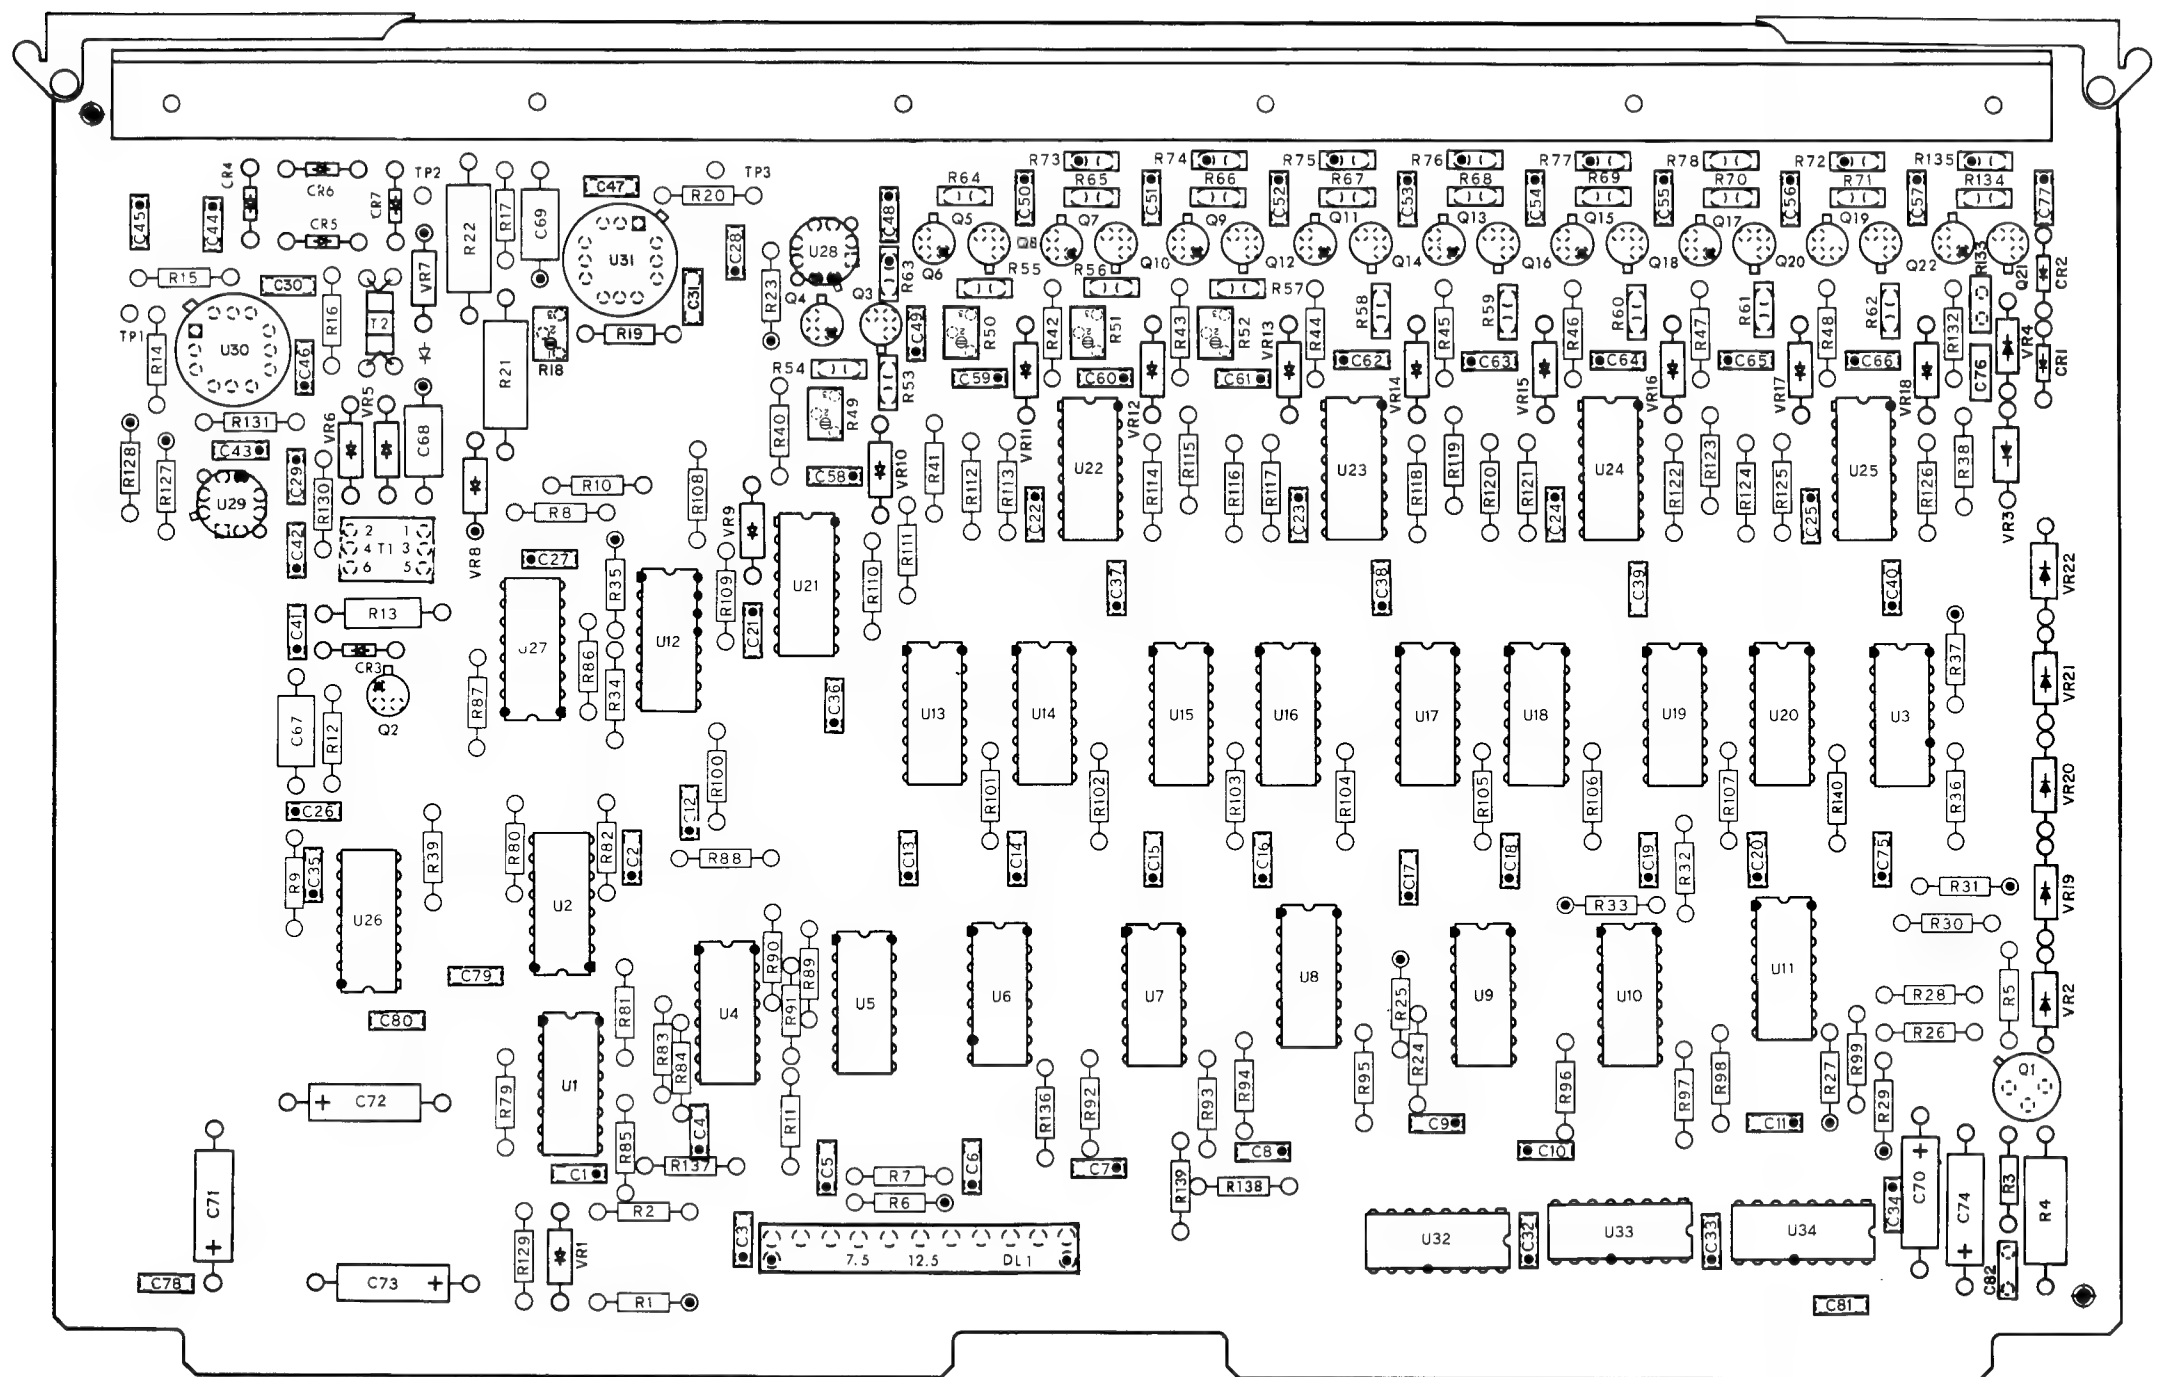 R73 R74 R75 R76 R77 R78 R72 R135
CR4 CR6 CR7 TP2 R22 R17 C69 C47 R20 TP3
R64 C50 R65 C51 R66 C52 R67 C53 R68 C54 R69 C55 R70 C56 R71 C57 R134 C77
C45 C44 CR5 VR7 U31 C28 U28 C48
Q5 Q7 Q9 Q11 Q13 Q15 Q17 Q19
Q6 Q8 Q10 Q12 Q14 Q16 Q18 Q20 Q22 R133 Q21 CR2
R15 C30 R16 T2 C31 R23 Q4 Q3 R63
R55 R56 R57 R58 R59 R60 R61 R62
TP1 R14 U30 C46 R21 R18 R19 C49
R50 R42 R51 R43 R52 VR13 R44 R45 R46 R47 R48 R132 VR4 CR1
C62 C63 C64 C65 C66 C76
R54 R53 C59 C60 C61
VR11 VR12 VR14 VR15 VR16 VR17 VR18
R131 VR6 VR5 C68 R40 R49
R128 R127 C43 C29 R130 VR8 R10 R8 R108 VR9 C58 VR10 R41
R112 R113 U22 R114 R115 R116 R117 U23 R118 R119 R120 R121 U24 R122 R123 R124 R125 U25 R126 R38 VR3
C22 C23 C24 C25
U29 C42 2 1
4 T1 3
6 5
C27 R35 R109 U21 R110 R111
C37 C38 C39 C40 VR22
C41 R13 U27 R86 U12 C21
CR3 Q2 R87 R34 C36 R37 VR21
C67 R12 U13 U14 U15 U16 U17 U18 U19 U20 U3
C26 R100 C12 R101 R102 R103 R104 R105 R106 R107 R140 R36 VR20
R9 C35 R39 R80 R82 C2 R88 C13 C14 C15 C16 C17 C18 C19 R32 C20 C75 R31 VR19
U26 U2 R33 R30
C79 R90 R89 U5 U6 U7 U8 U9 U10 U11
C80 R81 R83 R84 U4 R91 R25 R28 R5 VR2
R24 R26
U1 R79 R11 R136 R92 R93 R94 R95 R96 R97 R98 R27 R99 R29 Q1
C72 R85 C4 C9 C11
C1 R137 C5 R7 C6 C7 R139 C8 R138 C10
C71 R2 R6 C34 C70 C74 R3 R4
R129 VR1 C3 7.5 12.5 DL1 U32 C32 U33 C33 U34
C78 C73 R1 C81 C82